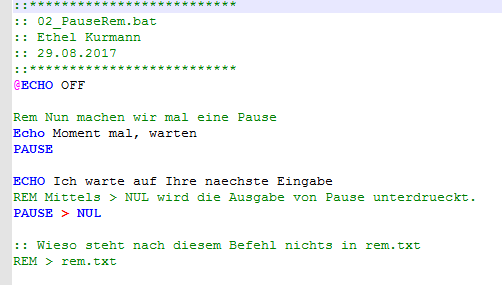 ::**************************
:: 02_PauseRem.bat
:: Ethel Kurmann
:: 29.08.2017
::**************************
@ECHO OFF
Rem Nun machen wir mal eine Pause
Echo Moment mal, warten
PAUSE
ECHO Ich warte auf Ihre naechste Eingabe
REM Mittels > NUL wird die Ausgabe von Pause unterdrueckt.
PAUSE > NUL
:: Wieso steht nach diesem Befehl nichts in rem.txt
REM > rem.txt